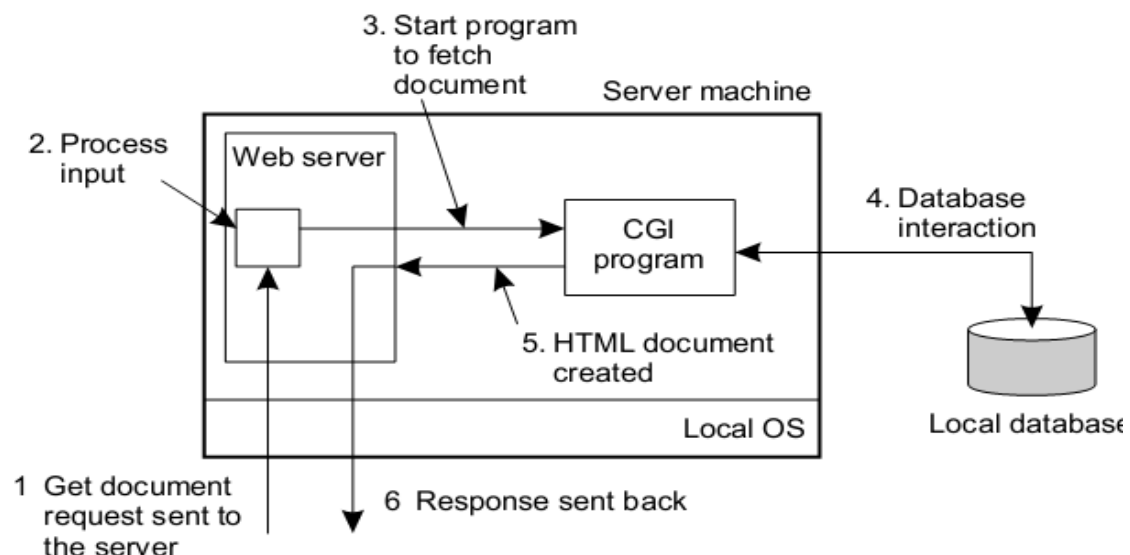 3. Start program
to fetch
document
Server machine
2. Process
input
Web server
CGI
program
4. Database
interaction
5. HTML document
created
Local OS
Local database
1 Get document
request sent to
the server
6 Response sent back